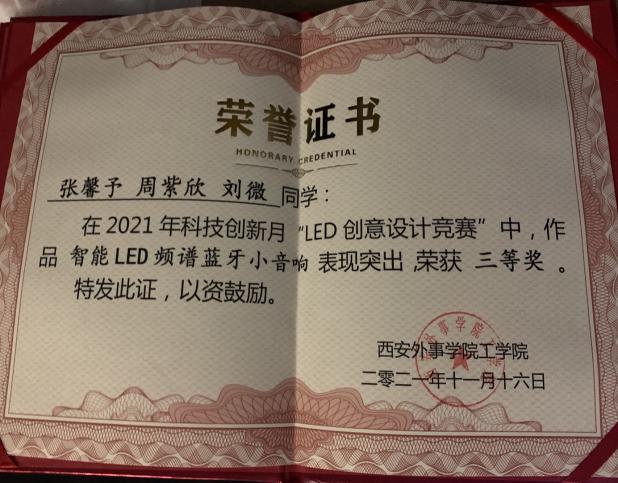 荣誉证书
HONORARY CREDENTIAL
张馨予 周紫欣 刘微 同学：
在2021年科技创新月“LED创意设计竞赛”中，作
品 智能LED频谱蓝牙小音响 表现突出,荣获 三等奖 。
特发此证，以资鼓励。
西安外事学院工学院
二零二一年十一月十六日